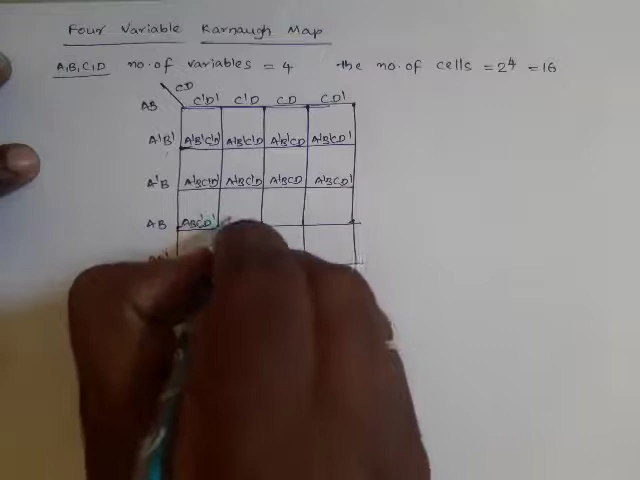 Four Variable Karnaugh Map
A,B,C,D no.of variables = 4 the no.of cells = 2⁴ = 16
CD
AB C'D' C'D CD CD'
A'B' A'B'C'D' A'B'C'D A'B'CD A'B'CD'
A'B A'BC'D' A'BC'D A'BCD A'BCD'
AB ABC'D'